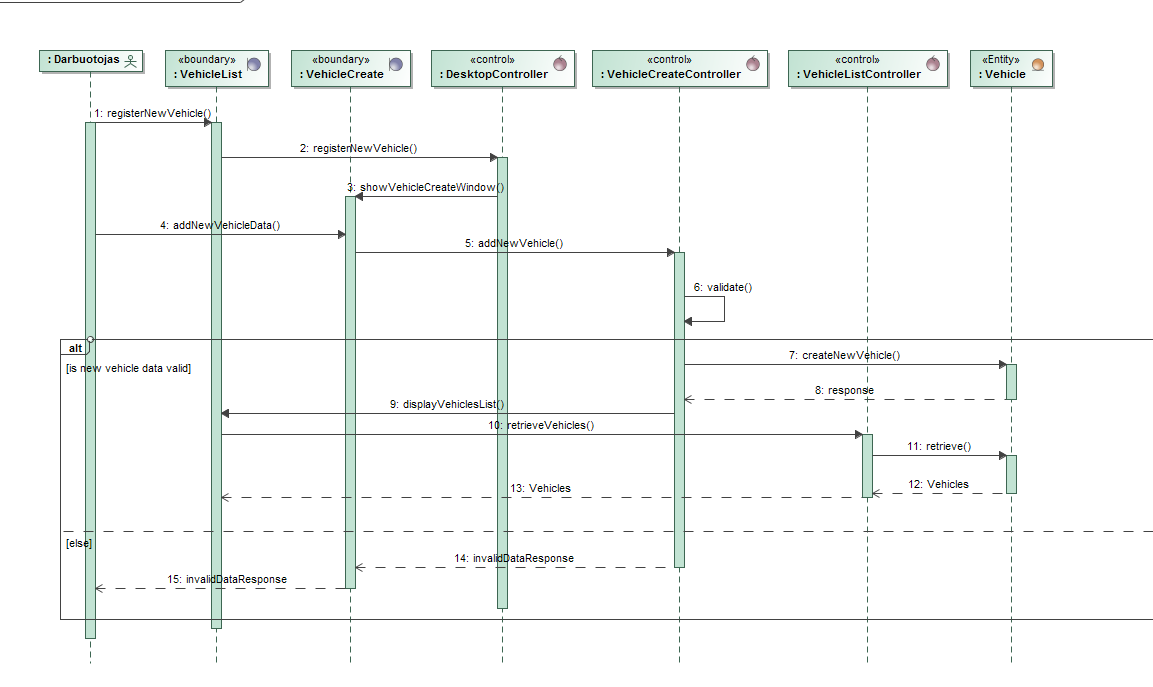 : Darbuotojas
«boundary»
: VehicleList
«boundary»
: VehicleCreate
«control»
: DesktopController
«control»
: VehicleCreateController
«control»
: VehicleListController
«Entity»
: Vehicle
1: registerNewVehicle()
2: registerNewVehicle()
3: showVehicleCreateWindow()
4: addNewVehicleData()
5: addNewVehicle()
6: validate()
alt
[is new vehicle data valid]
7: createNewVehicle()
8: response
9: displayVehiclesList()
10: retrieveVehicles()
11: retrieve()
12: Vehicles
13: Vehicles
[else]
14: invalidDataResponse
15: invalidDataResponse